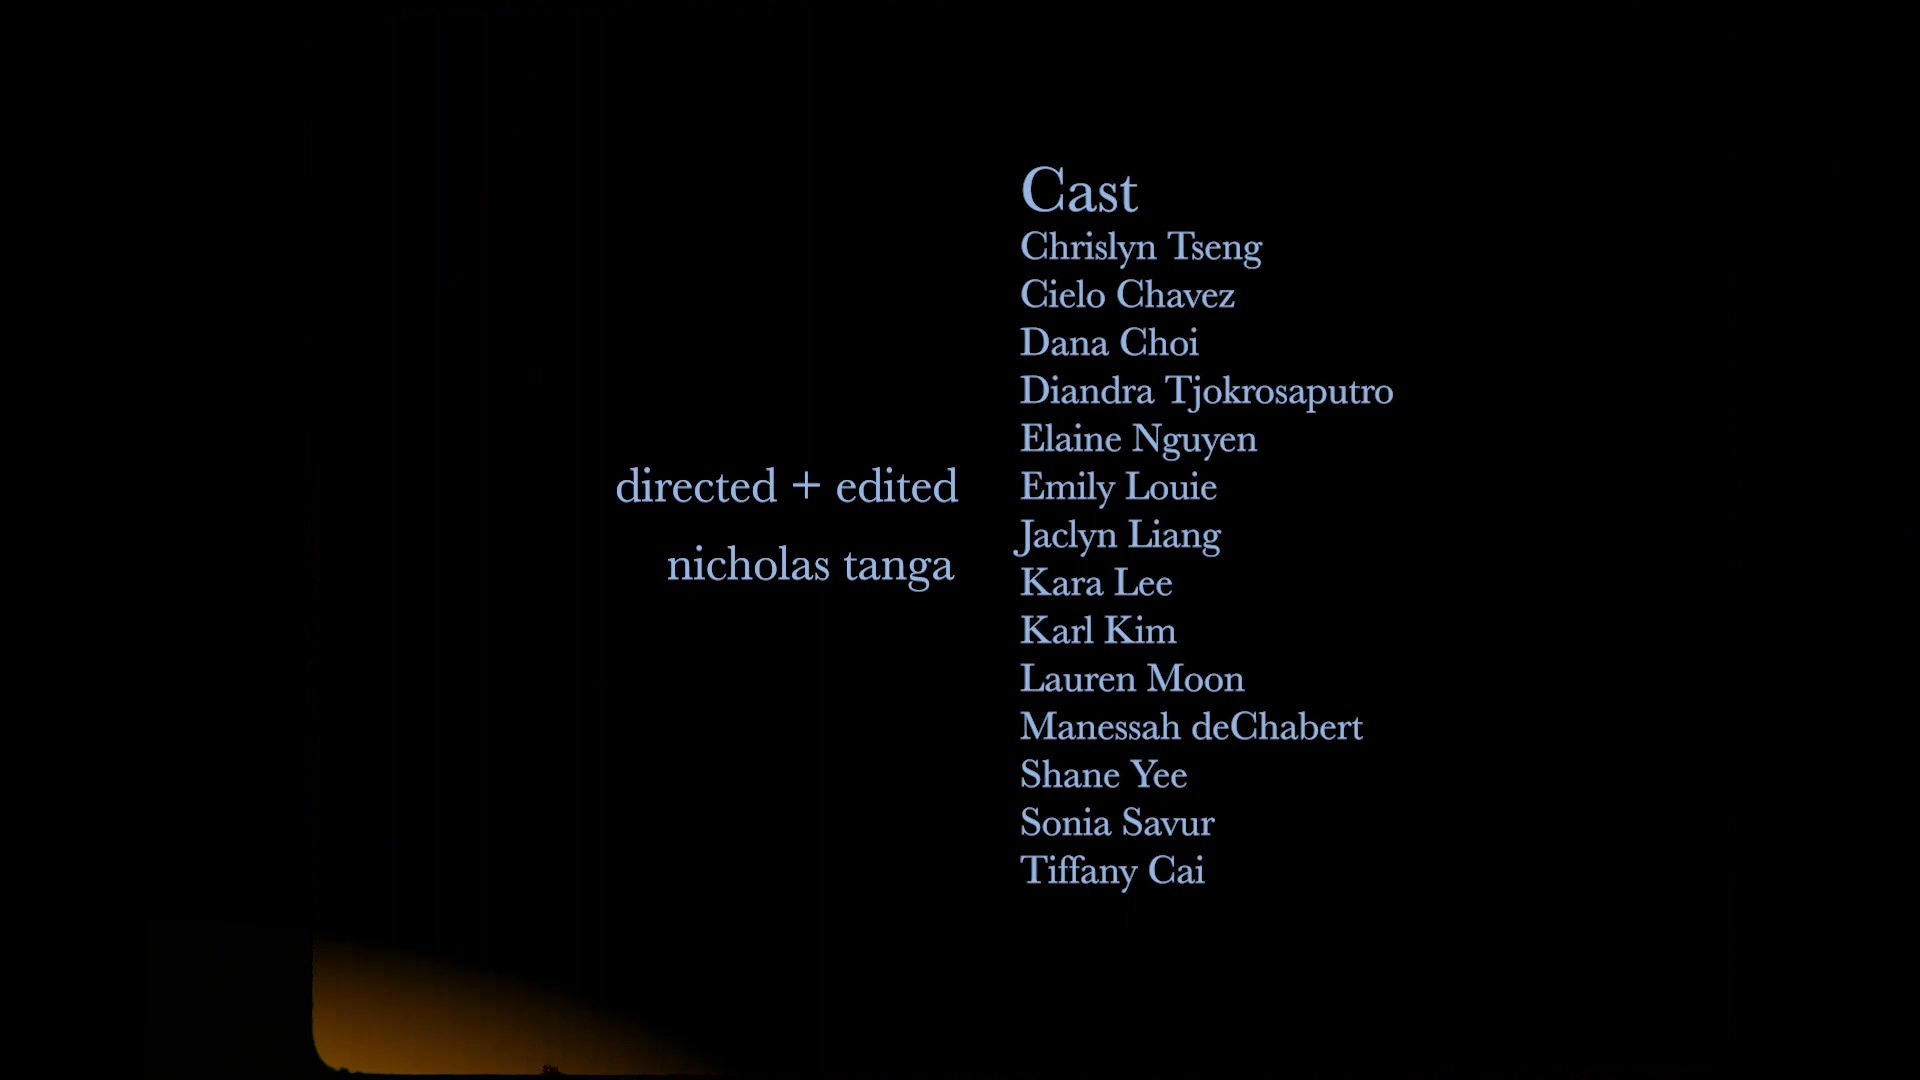 directed + edited
nicholas tanga
Cast
Chrislyn Tseng
Cielo Chavez
Dana Choi
Diandra Tjokrosaputro
Elaine Nguyen
Emily Louie
Jaclyn Liang
Kara Lee
Karl Kim
Lauren Moon
Manessah deChabert
Shane Yee
Sonia Savur
Tiffany Cai